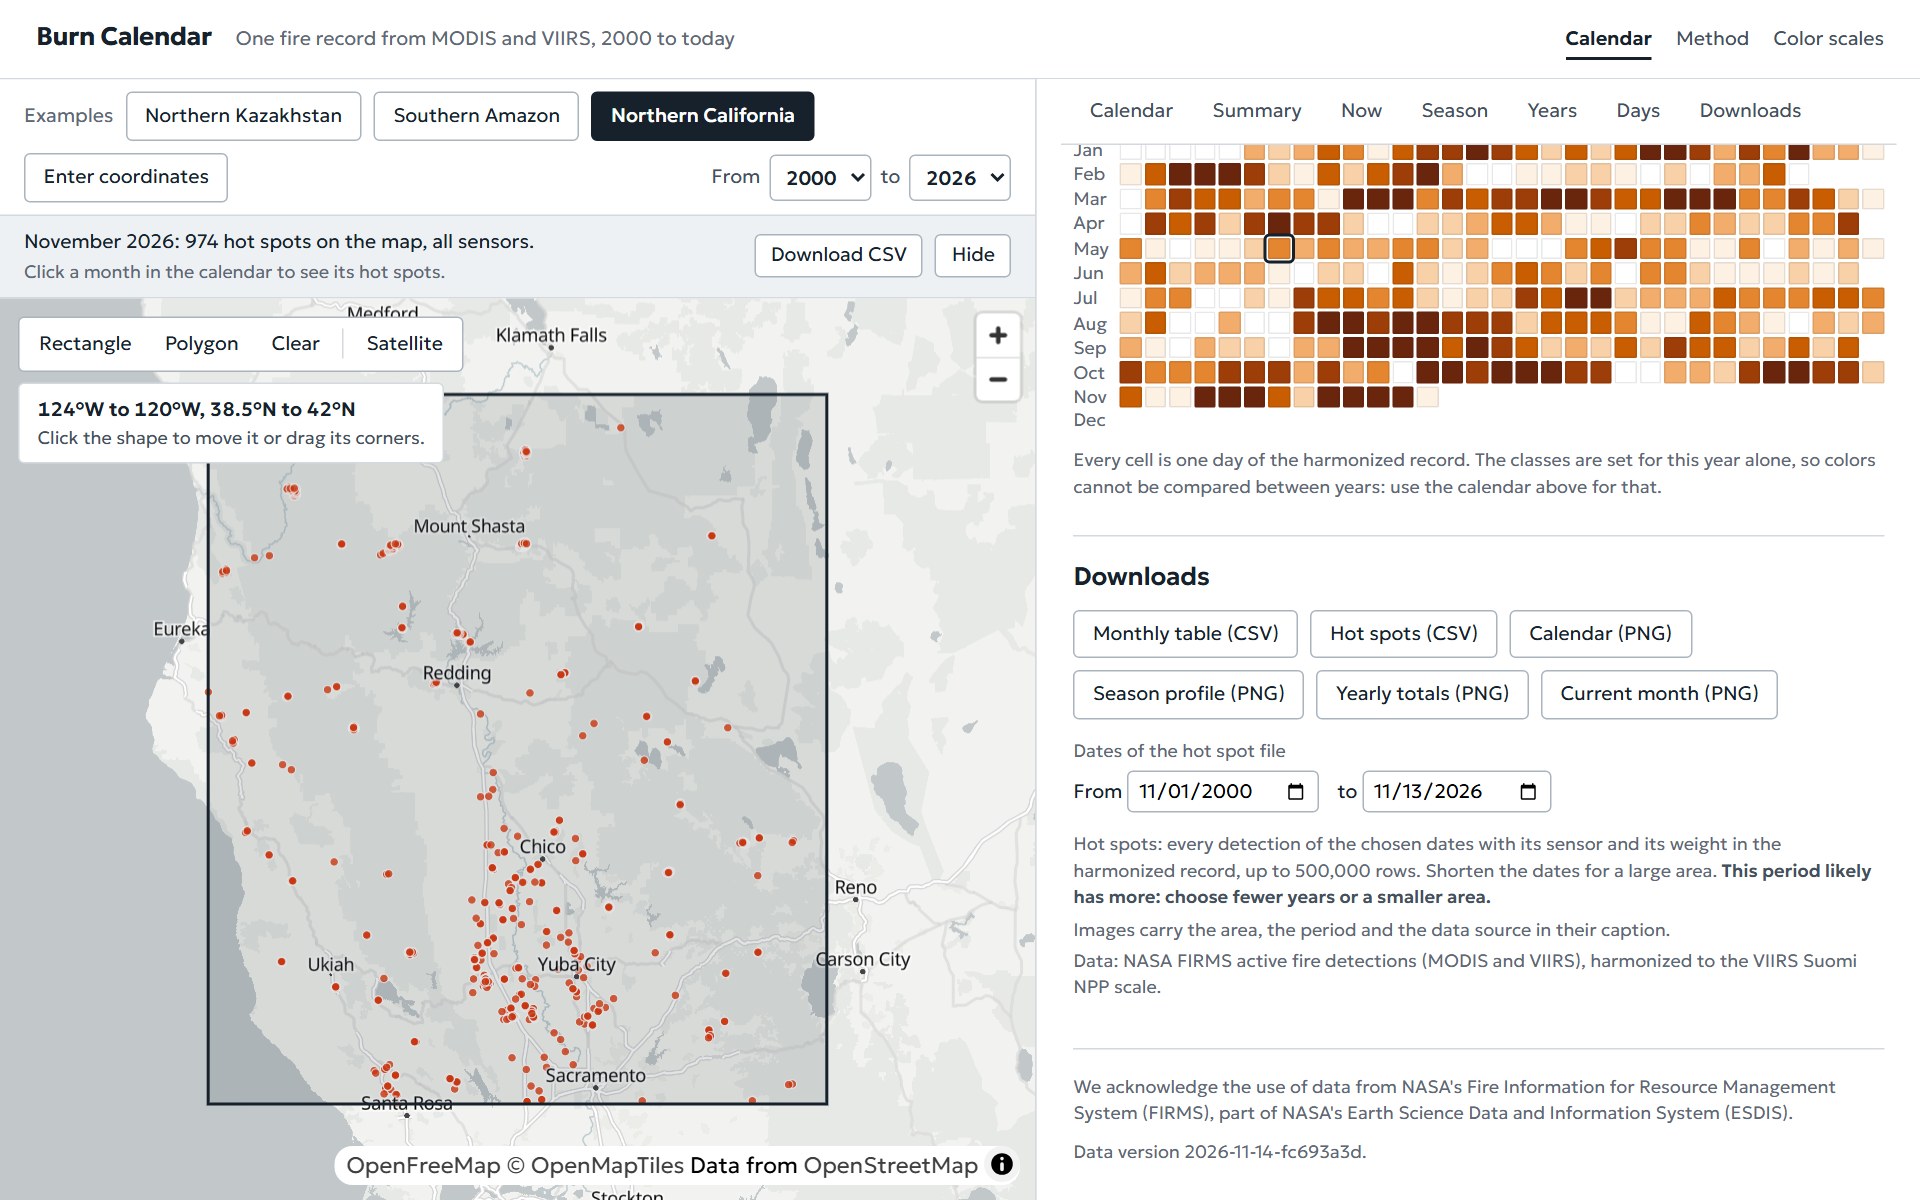 Burn Calendar
One fire record from MODIS and VIIRS, 2000 to today
Calendar
Method
Color scales
Examples
Northern Kazakhstan
Southern Amazon
Northern California
Enter coordinates
From
2000
to
2026
November 2026: 974 hot spots on the map, all sensors.
Click a month in the calendar to see its hot spots.
Download CSV
Hide
Rectangle
Polygon
Clear
Satellite
124°W to 120°W, 38.5°N to 42°N
Click the shape to move it or drag its corners.
+
−
Medford
Klamath Falls
Mount Shasta
Eureka
Redding
Chico
Reno
Ukiah
Yuba City
Carson City
Sacramento
Santa Rosa
Stockton
OpenFreeMap © OpenMapTiles Data from OpenStreetMap
Calendar
Summary
Now
Season
Years
Days
Downloads
Jan
Feb
Mar
Apr
May
Jun
Jul
Aug
Sep
Oct
Nov
Dec
Every cell is one day of the harmonized record. The classes are set for this year alone, so colors
cannot be compared between years: use the calendar above for that.
Downloads
Monthly table (CSV)
Hot spots (CSV)
Calendar (PNG)
Season profile (PNG)
Yearly totals (PNG)
Current month (PNG)
Dates of the hot spot file
From
11/01/2000
to
11/13/2026
Hot spots: every detection of the chosen dates with its sensor and its weight in the
harmonized record, up to 500,000 rows. Shorten the dates for a large area. This period likely
has more: choose fewer years or a smaller area.
Images carry the area, the period and the data source in their caption.
Data: NASA FIRMS active fire detections (MODIS and VIIRS), harmonized to the VIIRS Suomi
NPP scale.
We acknowledge the use of data from NASA's Fire Information for Resource Management
System (FIRMS), part of NASA's Earth Science Data and Information System (ESDIS).
Data version 2026-11-14-fc693a3d.